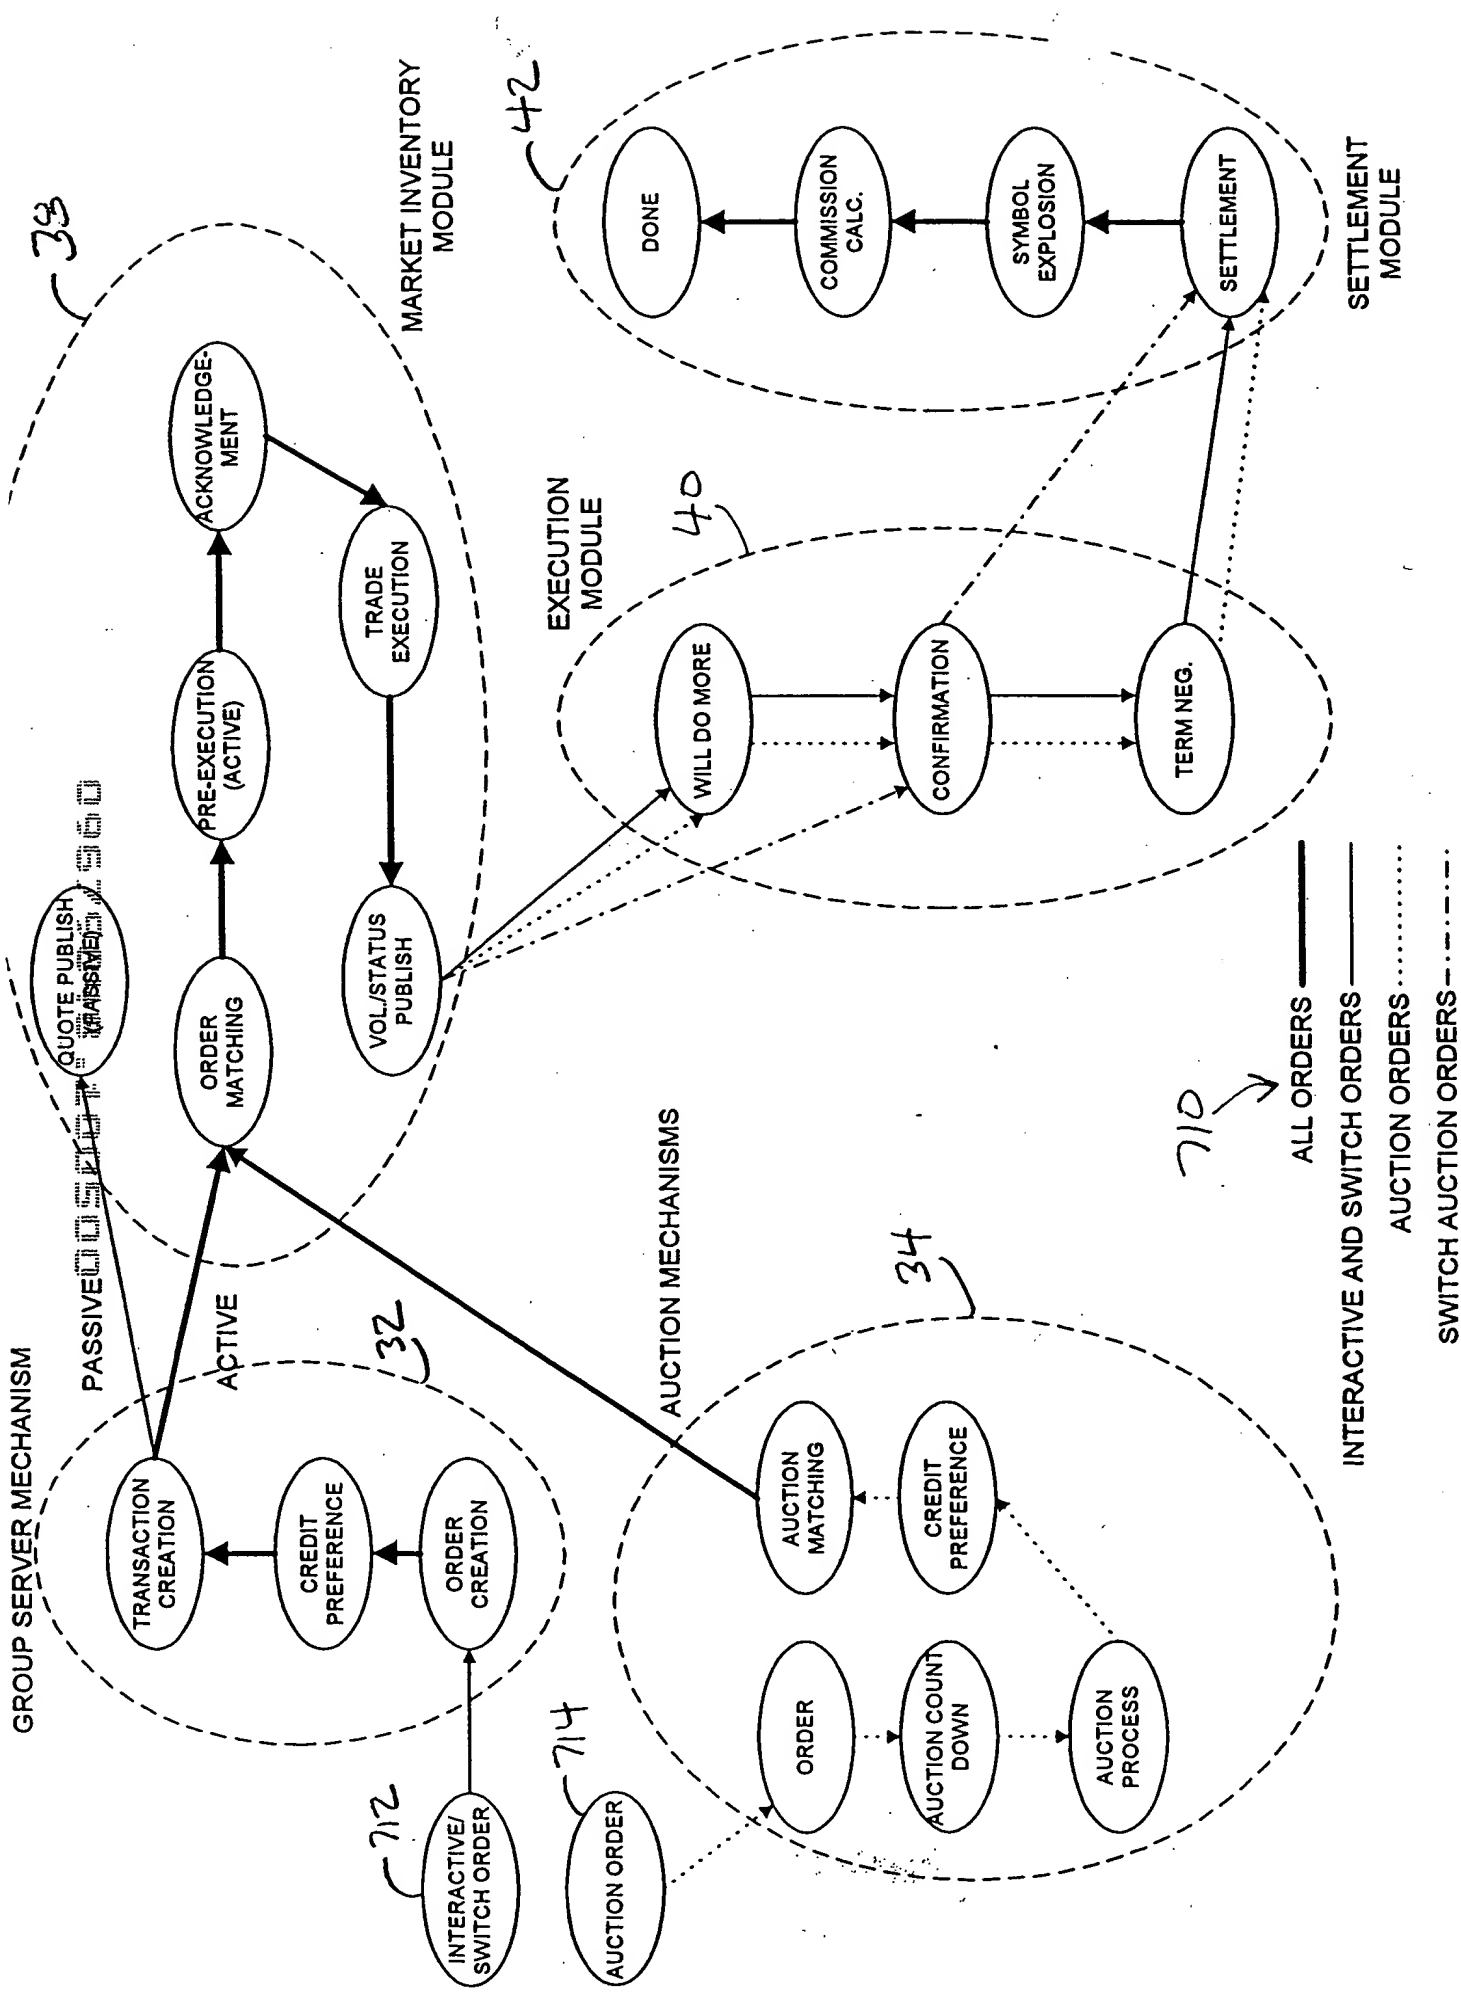 GROUP SERVER MECHANISM
PASSIVE
ACTIVE
TRANSACTION
CREATION
CREDIT
PREFERENCE
ORDER
CREATION
32
INTERACTIVE/
SWITCH ORDER
712
AUCTION ORDER
714
38
QUOTE PUBLISH
(PASSIVE)
ORDER
MATCHING
PRE-EXECUTION
(ACTIVE)
ACKNOWLEDGE-
MENT
TRADE
EXECUTION
VOL./STATUS
PUBLISH
MARKET INVENTORY
MODULE
AUCTION MECHANISMS
34
ORDER
AUCTION COUNT
DOWN
AUCTION
PROCESS
CREDIT
PREFERENCE
AUCTION
MATCHING
EXECUTION
MODULE
40
WILL DO MORE
CONFIRMATION
TERM NEG.
42
DONE
COMMISSION
CALC.
SYMBOL
EXPLOSION
SETTLEMENT
SETTLEMENT
MODULE
710
ALL ORDERS
INTERACTIVE AND SWITCH ORDERS
AUCTION ORDERS
SWITCH AUCTION ORDERS